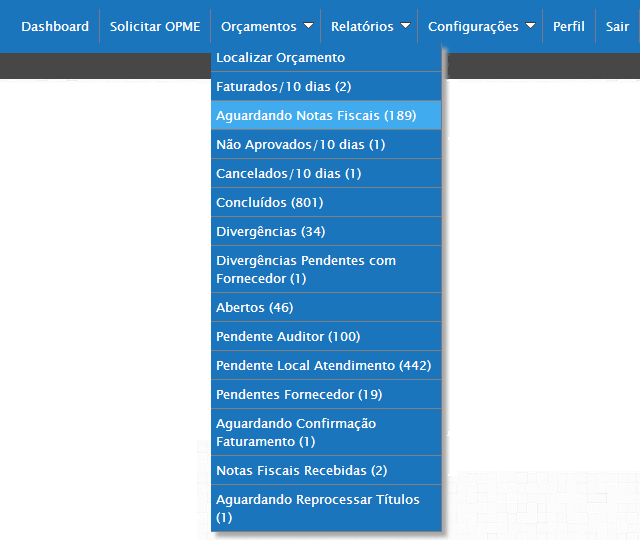 Dashboard Solicitar OPME Orçamentos Relatórios Configurações Perfil Sair
Localizar Orçamento
Faturados/10 dias (2)
Aguardando Notas Fiscais (189)
Não Aprovados/10 dias (1)
Cancelados/10 dias (1)
Concluídos (801)
Divergências (34)
Divergências Pendentes com
Fornecedor (1)
Abertos (46)
Pendente Auditor (100)
Pendente Local Atendimento (442)
Pendentes Fornecedor (19)
Aguardando Confirmação
Faturamento (1)
Notas Fiscais Recebidas (2)
Aguardando Reprocessar Títulos
(1)